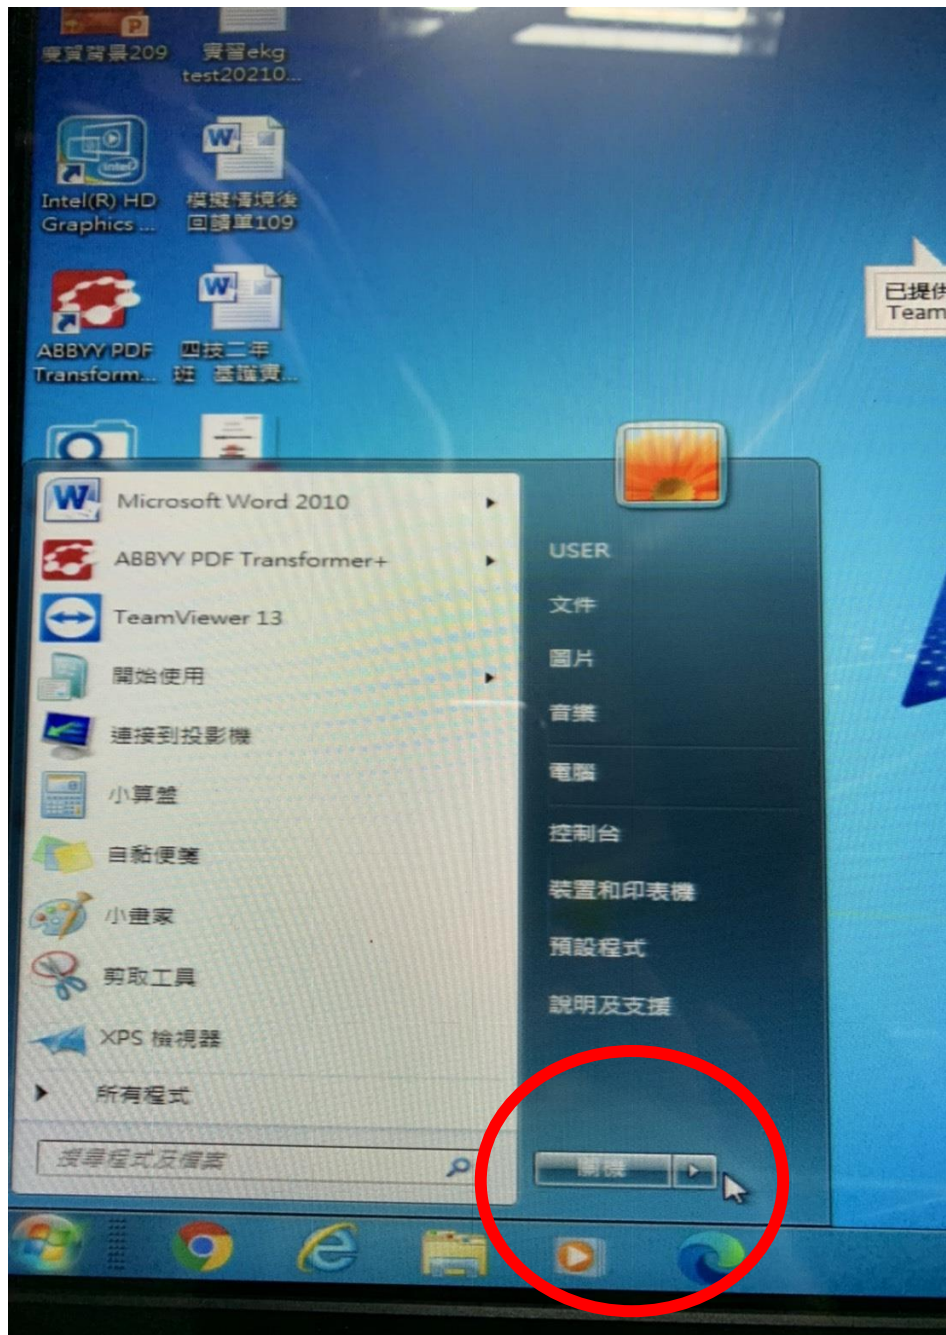 慶賀背景209
實習ekg
test20210...
Intel(R) HD
Graphics ...
模擬情境後
回饋單109
ABBYY PDF
Transform...
四技二年
班 基護實...
已提供
Team
Microsoft Word 2010
ABBYY PDF Transformer+
TeamViewer 13
開始使用
連接到投影機
小算盤
自黏便箋
小畫家
剪取工具
XPS 檢視器
所有程式
搜尋程式及檔案
USER
文件
圖片
音樂
電腦
控制台
裝置和印表機
預設程式
說明及支援
關機